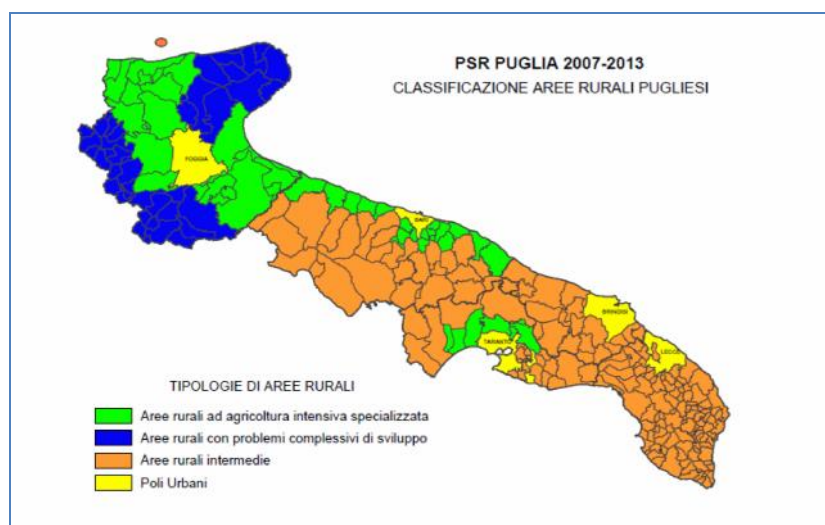 PSR PUGLIA 2007-2013
CLASSIFICAZIONE AREE RURALI PUGLIESI
FOGGIA
BARI
BRINDISI
TARANTO
LECCE
TIPOLOGIE DI AREE RURALI
Aree rurali ad agricoltura intensiva specializzata
Aree rurali con problemi complessivi di sviluppo
Aree rurali intermedie
Poli Urbani